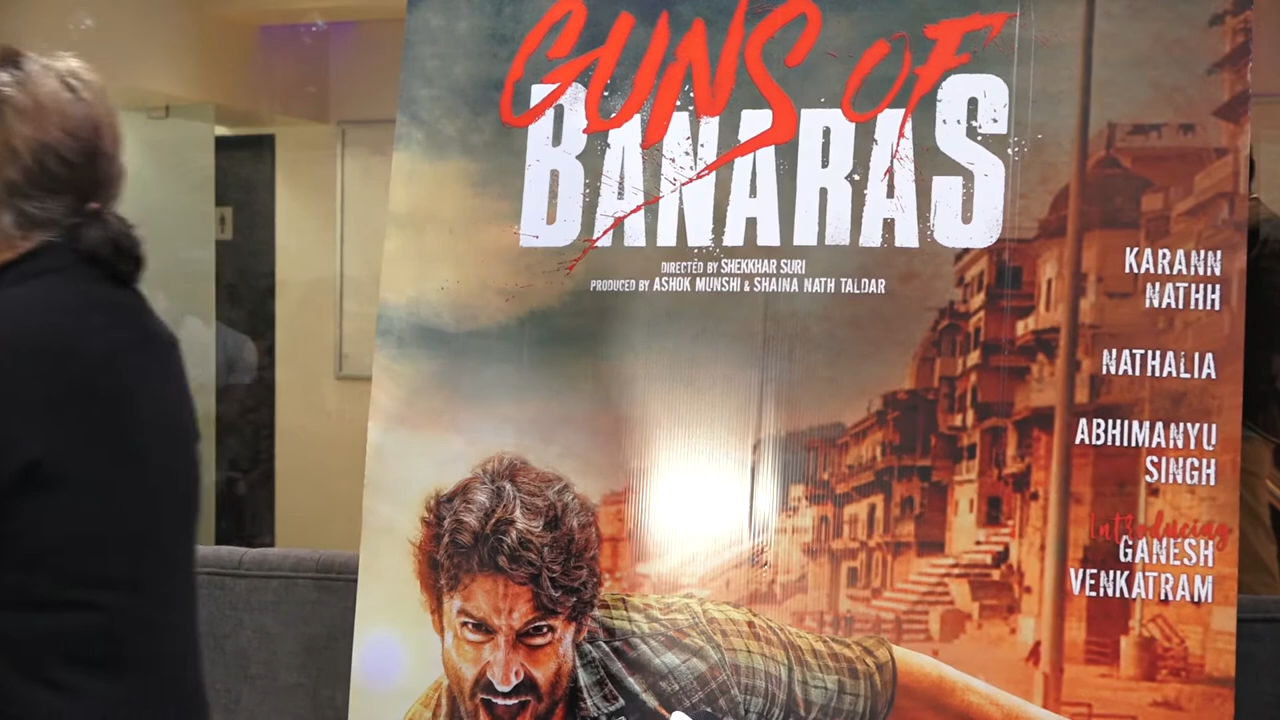 GUNS OF
BANARAS
DIRECTED BY SHEKKHAR SURI
PRODUCED BY ASHOK MUNSHI & SHAINA NATH TALDAR
KARANN
NATHH
NATHALIA
ABHIMANYU
SINGH
Introducing
GANESH
VENKATRAM